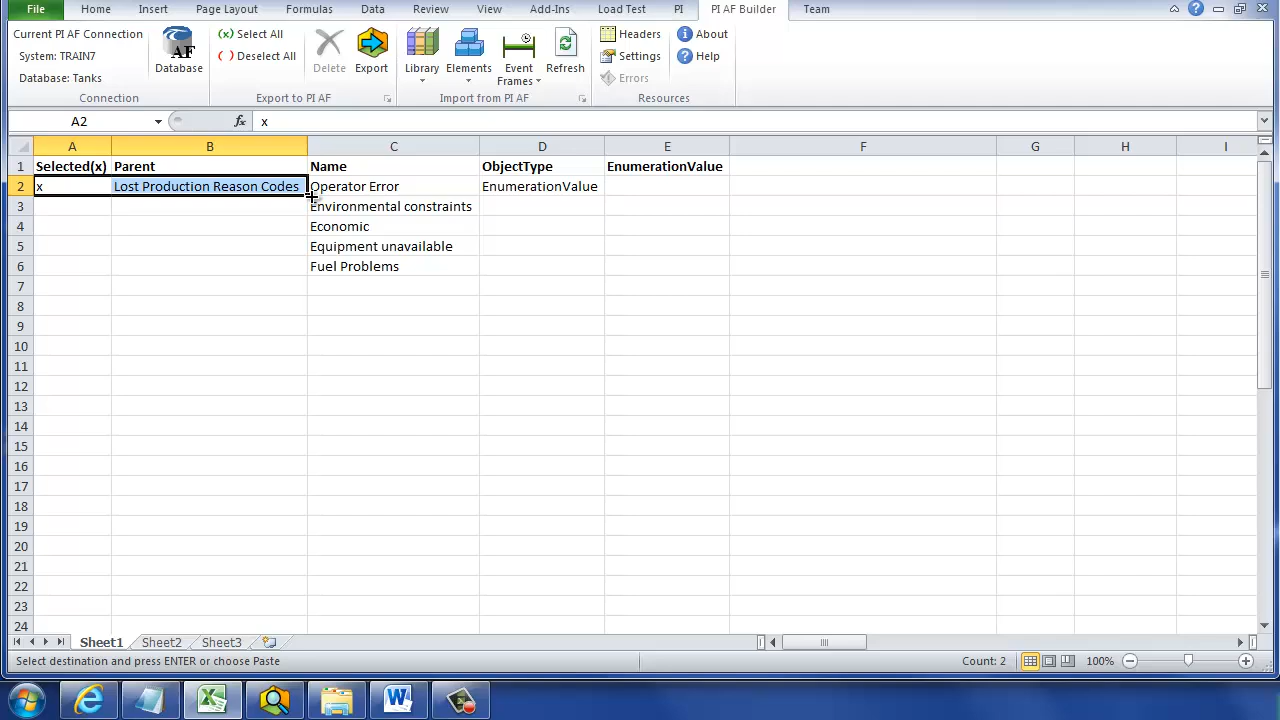 File Home Insert Page Layout Formulas Data Review View Add-Ins Load Test PI PI AF Builder Team
Current PI AF Connection
System: TRAIN7
Database: Tanks
Connection
AF
Database
(x) Select All
( ) Deselect All
Delete
Export
Export to PI AF
Library
Elements
Event Frames
Refresh
Import from PI AF
Headers
Settings
Errors
About
Help
Resources
A2 fx x
A B C D E F G H I
1 Selected(x) Parent Name ObjectType EnumerationValue
2 x Lost Production Reason Codes Operator Error EnumerationValue
3 Environmental constraints
4 Economic
5 Equipment unavailable
6 Fuel Problems
7
8
9
10
11
12
13
14
15
16
17
18
19
20
21
22
23
24
Sheet1 Sheet2 Sheet3
Select destination and press ENTER or choose Paste Count: 2 100%